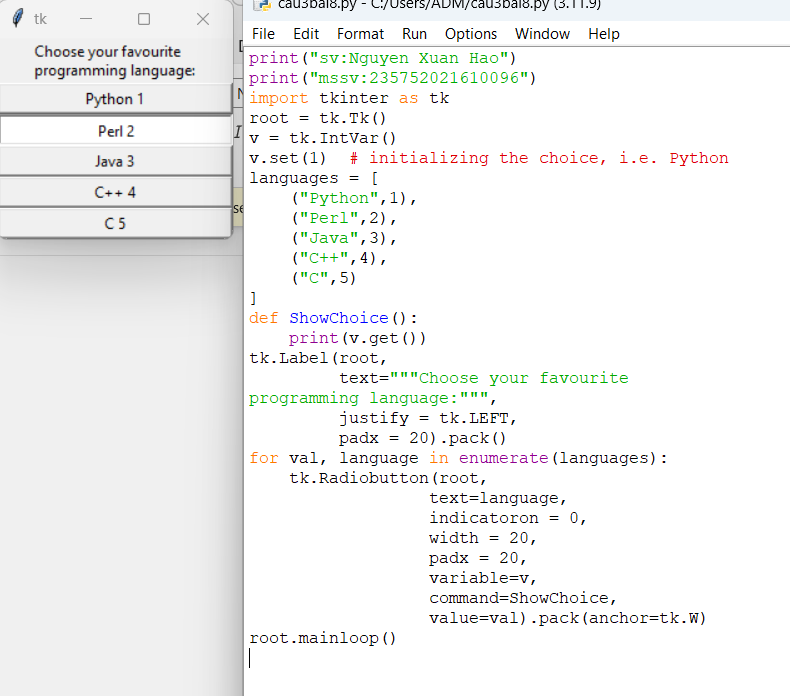 tk
Choose your favourite
programming language:
Python 1
Perl 2
Java 3
C++ 4
C 5
cau3bai8.py - C:/Users/ADM/cau3bai8.py (3.11.9)
File Edit Format Run Options Window Help
print("sv:Nguyen Xuan Hao")
print("mssv:235752021610096")
import tkinter as tk
root = tk.Tk()
v = tk.IntVar()
v.set(1)  # initializing the choice, i.e. Python
languages = [
    ("Python",1),
    ("Perl",2),
    ("Java",3),
    ("C++",4),
    ("C",5)
]
def ShowChoice():
    print(v.get())
tk.Label(root,
         text="""Choose your favourite
programming language:""",
         justify = tk.LEFT,
         padx = 20).pack()
for val, language in enumerate(languages):
    tk.Radiobutton(root,
                  text=language,
                  indicatoron = 0,
                  width = 20,
                  padx = 20,
                  variable=v,
                  command=ShowChoice,
                  value=val).pack(anchor=tk.W)
root.mainloop()